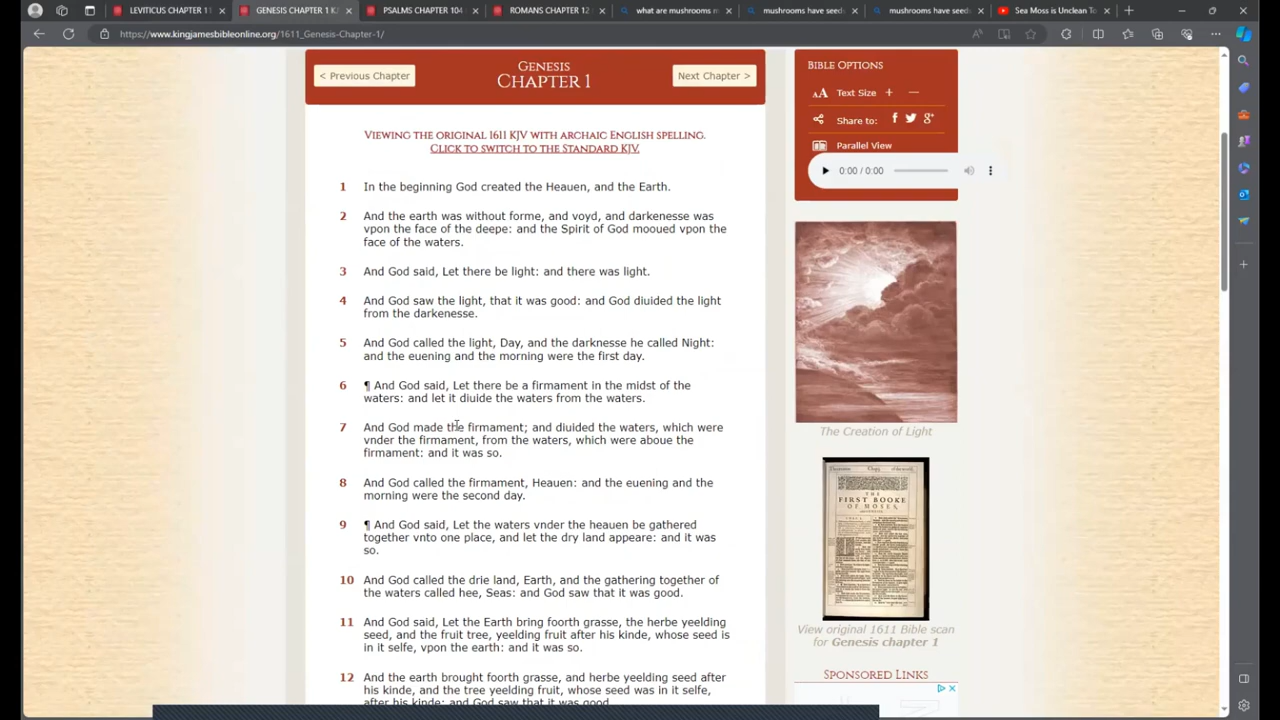 LEVITICUS CHAPTER 11
GENESIS CHAPTER 1 K
PSALMS CHAPTER 104
ROMANS CHAPTER 12
what are mushrooms m
mushrooms have seed
mushrooms have seed
Sea Moss is Unclean To
https://www.kingjamesbibleonline.org/1611_Genesis-Chapter-1/
< Previous Chapter
GENESIS
CHAPTER 1
Next Chapter >
VIEWING THE ORIGINAL 1611 KJV WITH ARCHAIC ENGLISH SPELLING.
CLICK TO SWITCH TO THE STANDARD KJV.
1 In the beginning God created the Heauen, and the Earth.
2 And the earth was without forme, and voyd, and darkenesse was
vpon the face of the deepe: and the Spirit of God mooued vpon the
face of the waters.
3 And God said, Let there be light: and there was light.
4 And God saw the light, that it was good: and God diuided the light
from the darkenesse.
5 And God called the light, Day, and the darknesse he called Night:
and the euening and the morning were the first day.
6 ¶ And God said, Let there be a firmament in the midst of the
waters: and let it diuide the waters from the waters.
7 And God made the firmament; and diuided the waters, which were
vnder the firmament, from the waters, which were aboue the
firmament: and it was so.
8 And God called the firmament, Heauen: and the euening and the
morning were the second day.
9 ¶ And God said, Let the waters vnder the heauen be gathered
together vnto one place, and let the dry land appeare: and it was
so.
10 And God called the drie land, Earth, and the gathering together of
the waters called hee, Seas: and God saw that it was good.
11 And God said, Let the Earth bring foorth grasse, the herbe yeelding
seed, and the fruit tree, yeelding fruit after his kinde, whose seed is
in it selfe, vpon the earth: and it was so.
12 And the earth brought foorth grasse, and herbe yeelding seed after
his kinde, and the tree yeelding fruit, whose seed was in it selfe,
after his kinde: and God saw that it was good.
BIBLE OPTIONS
AA Text Size + —
Share to: f g+
Parallel View
0:00 / 0:00
The Creation of Light
THE
FIRST BOOKE
OF MOSES,
View original 1611 Bible scan
for Genesis chapter 1
SPONSORED LINKS